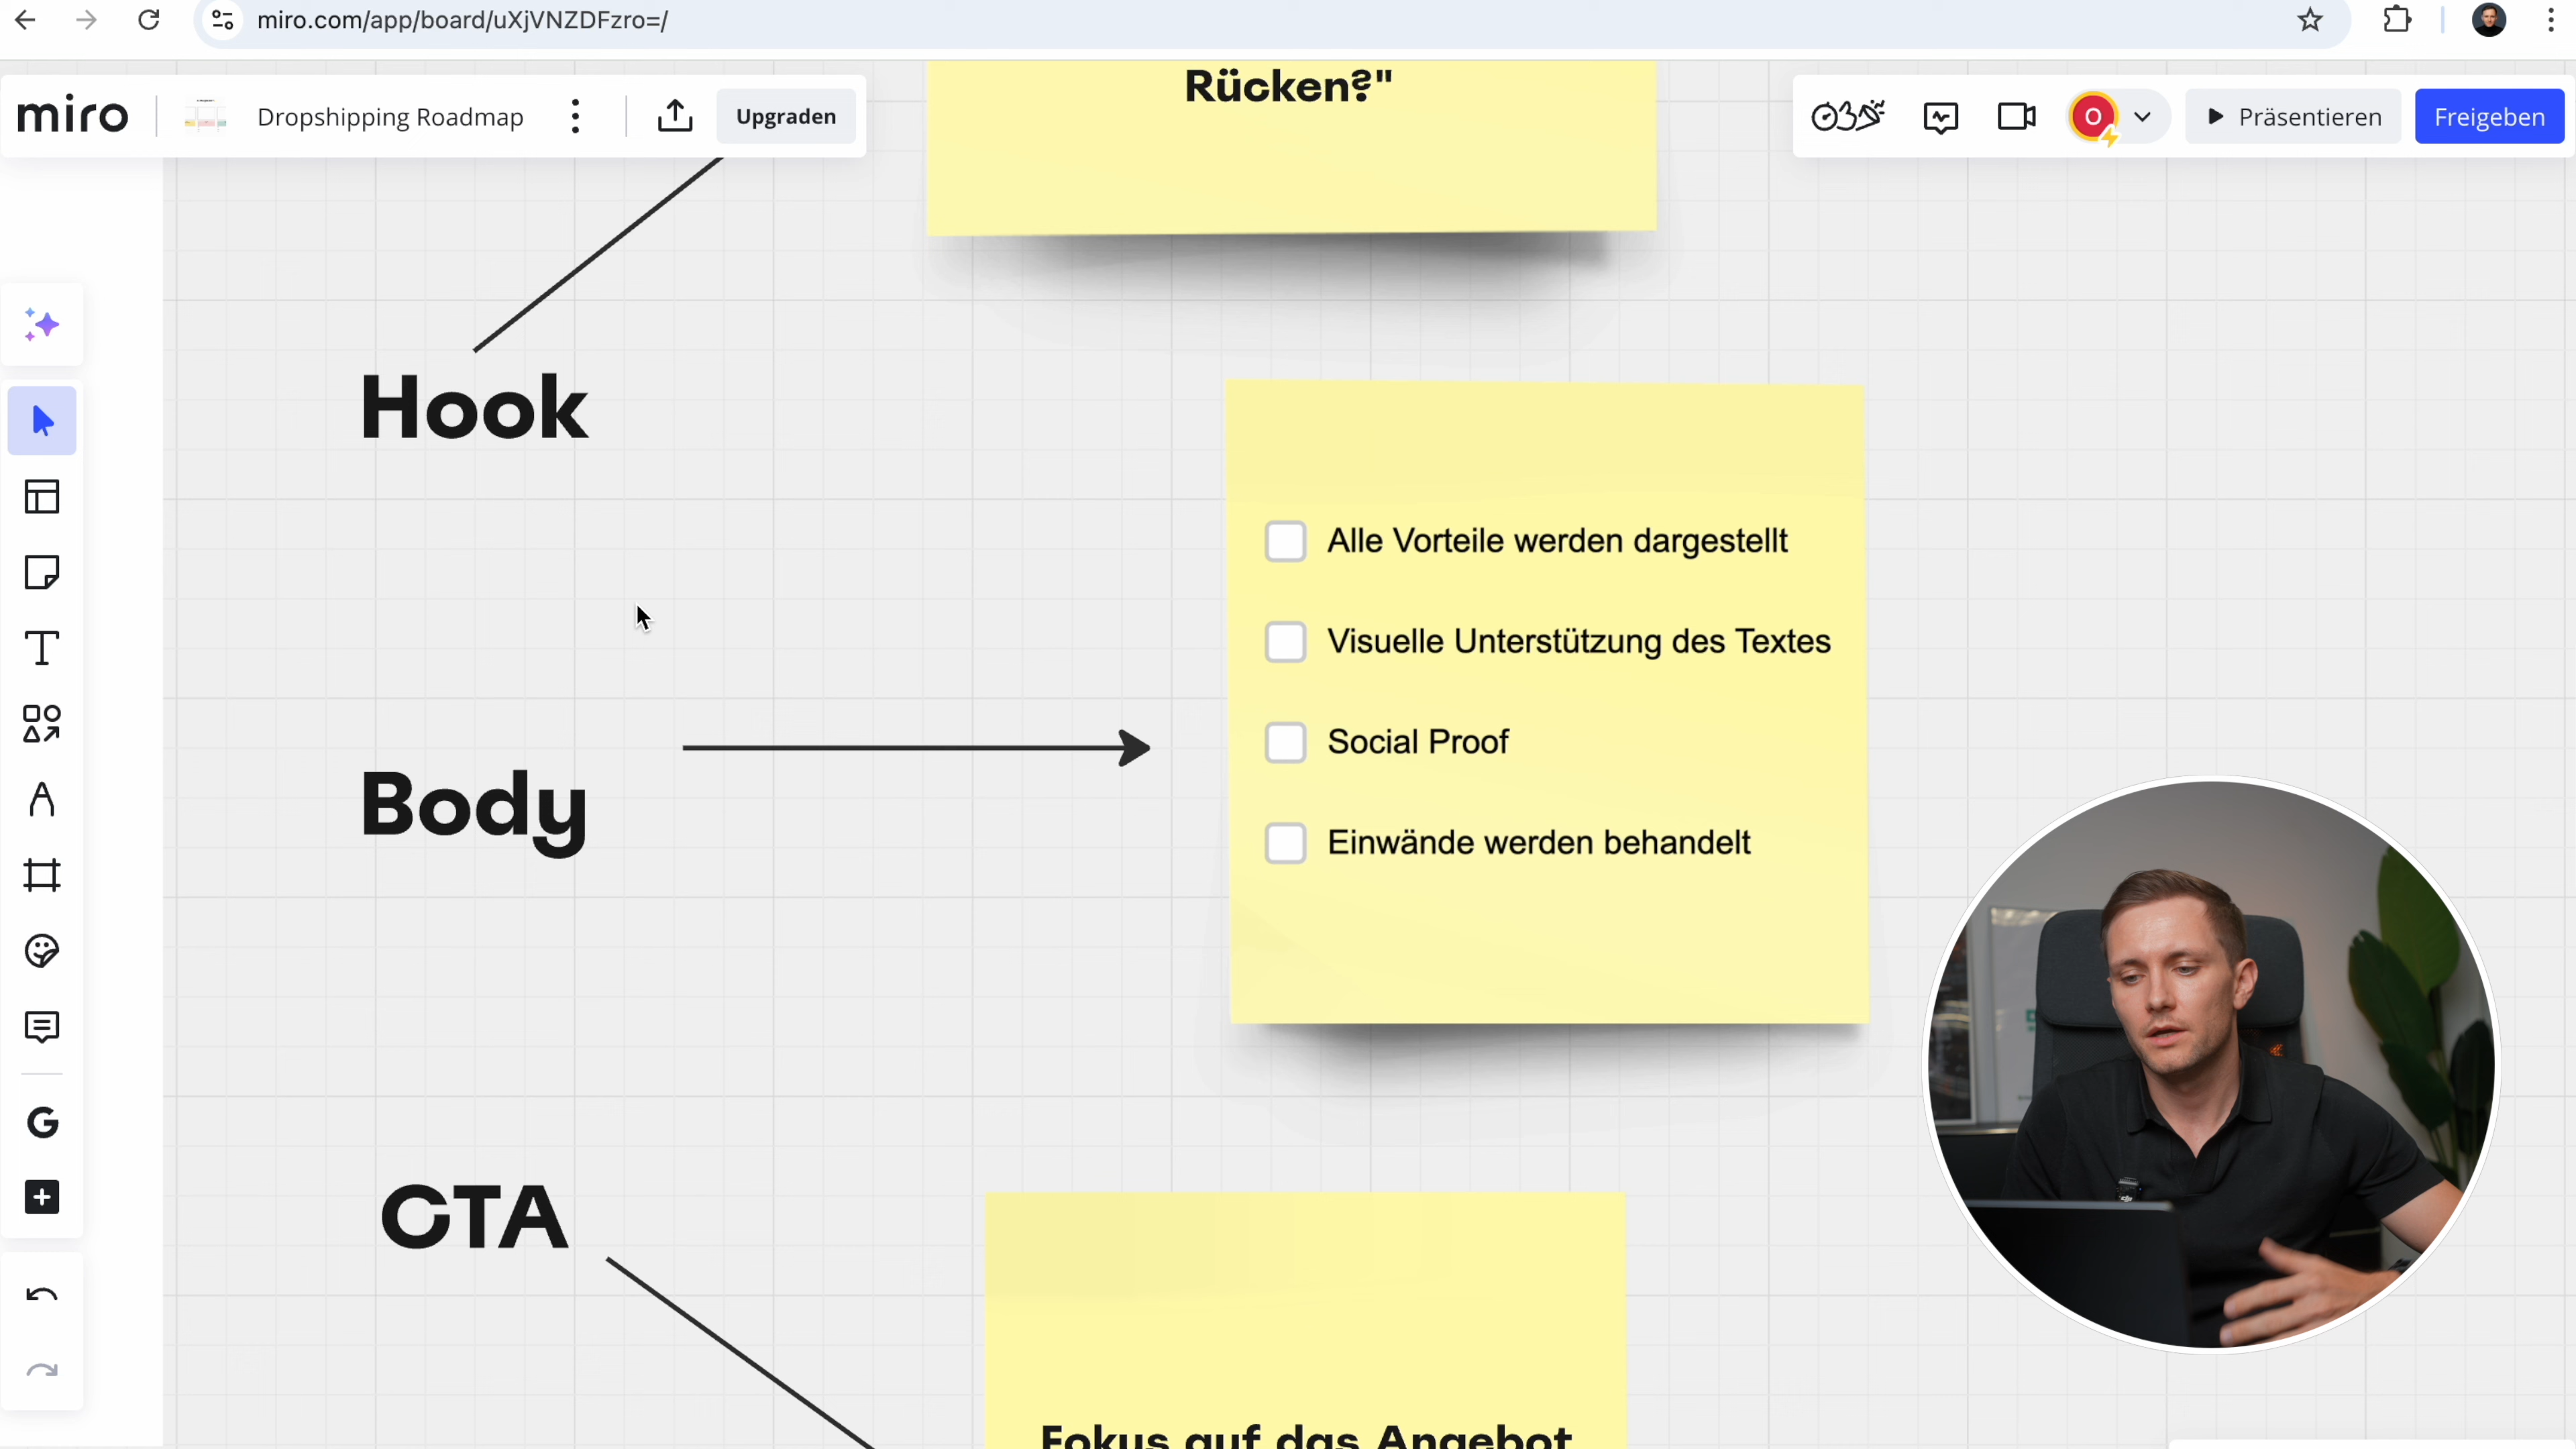 miro.com/app/board/uXjVNZDFzro=/
miro
Dropshipping Roadmap
Upgraden
Rücken?"
O
Präsentieren
Freigeben
Hook
Alle Vorteile werden dargestellt
Visuelle Unterstützung des Textes
Social Proof
Einwände werden behandelt
Body
CTA
Fokus auf das Angebot